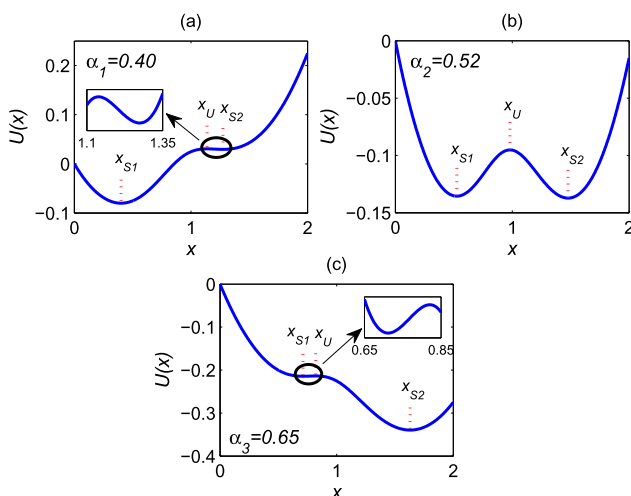 (a)
α1=0.40
U(x)
0.2
0.1
0
−0.1
xU
xS2
xS1
1.1
1.35
0
1
2
x
(b)
α2=0.52
U(x)
0
−0.05
−0.1
−0.15
xS1
xU
xS2
0
1
2
x
(c)
U(x)
0
−0.1
−0.2
−0.3
−0.4
xS1
xU
0.65
0.85
xS2
α3=0.65
0
1
2
x